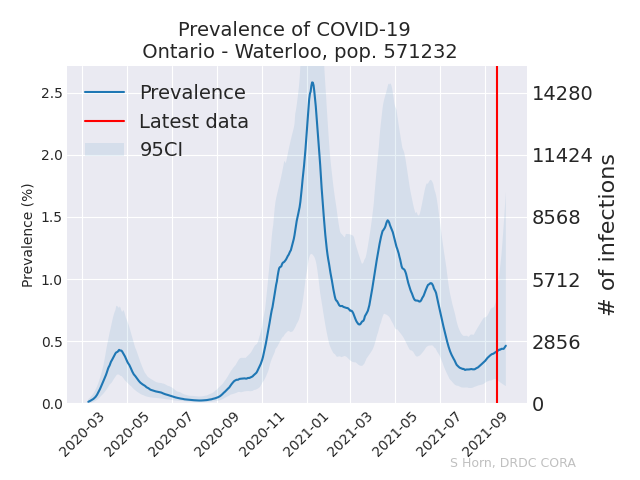 Prevalence of COVID-19
Ontario - Waterloo, pop. 571232
Prevalence
Latest data
95CI
Prevalence (%)
2.5
2.0
1.5
1.0
0.5
0.0
14280
11424
8568
5712
2856
0
# of infections
2020-03
2020-05
2020-07
2020-09
2020-11
2021-01
2021-03
2021-05
2021-07
2021-09
S Horn, DRDC CORA